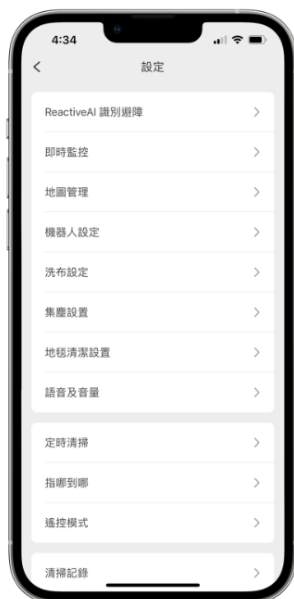 4:34
設定
ReactiveAI 識別避障
即時監控
地圖管理
機器人設定
洗布設定
集塵設置
地毯清潔設置
語音及音量
定時清掃
指哪到哪
遙控模式
清掃記錄